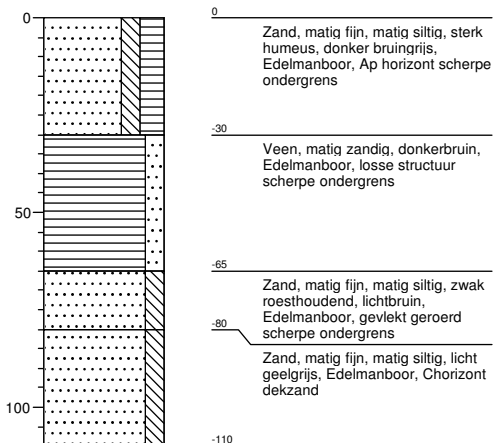 0
0
Zand, matig fijn, matig siltig, sterk
humeus, donker bruingrijs,
Edelmanboor, Ap horizont scherpe
ondergrens
-30
Veen, matig zandig, donkerbruin,
Edelmanboor, losse structuur
scherpe ondergrens
50
-65
Zand, matig fijn, matig siltig, zwak
roesthoudend, lichtbruin,
Edelmanboor, gevlekt geroerd
scherpe ondergrens
-80
Zand, matig fijn, matig siltig, licht
geelgrijs, Edelmanboor, Chorizont
dekzand
100
-110